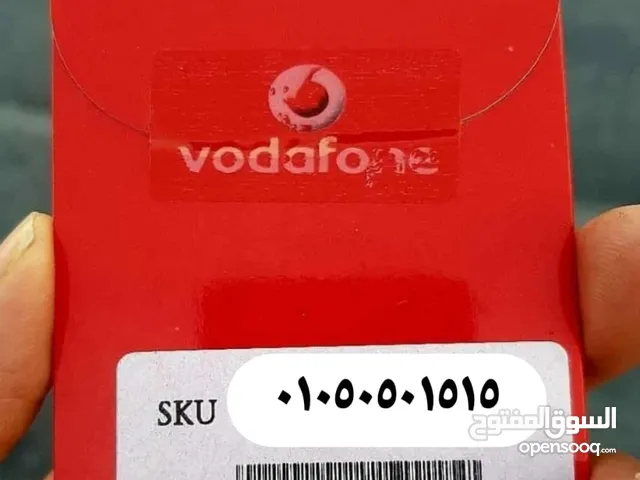 vodafone
SKU ٠١٠٥٠٥٠١٥١٥
السوق المفتوح
opensooq.com